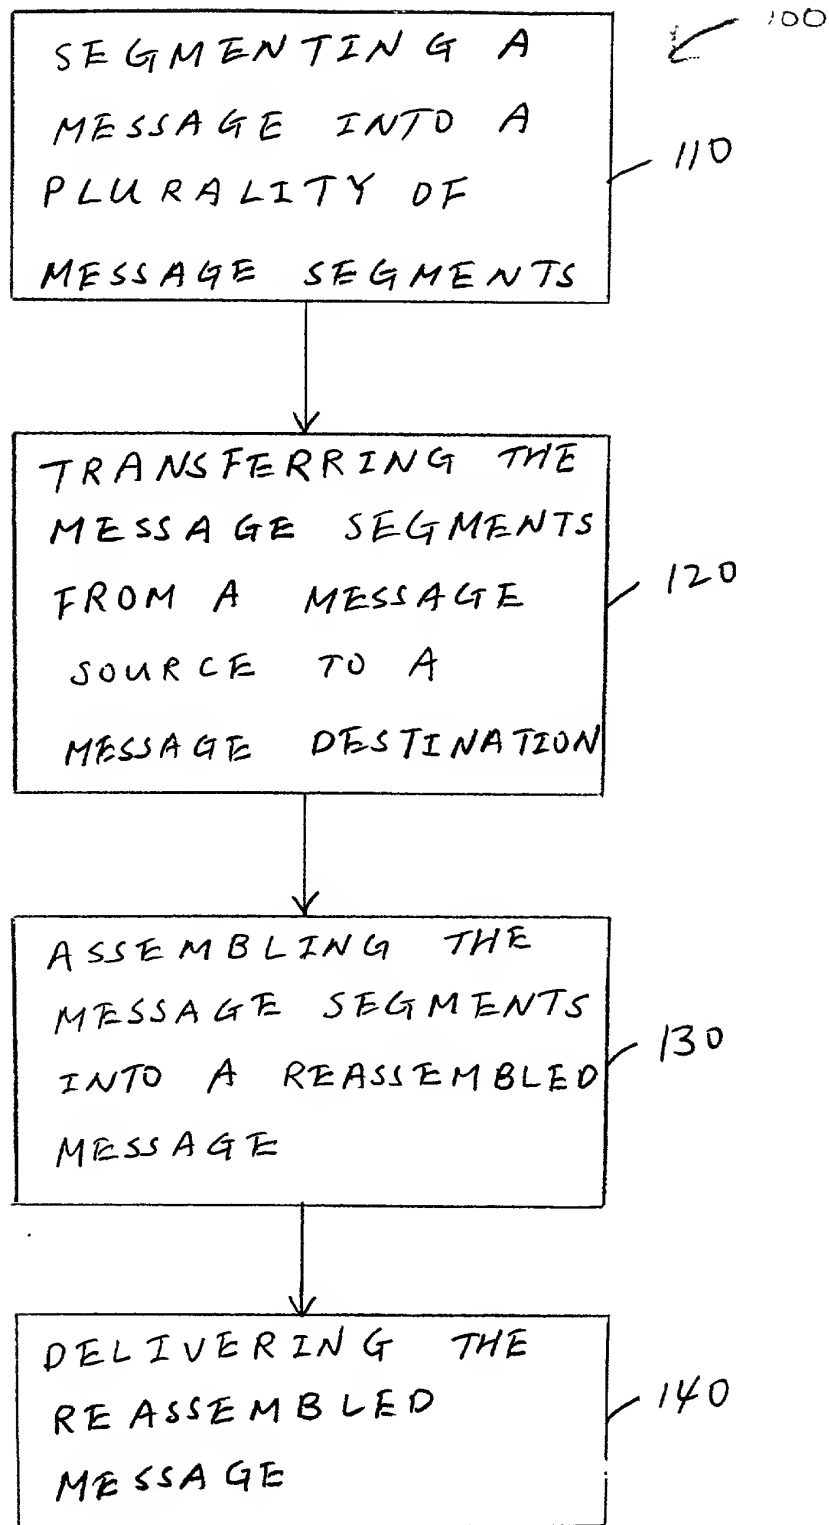 100
SEGMENTING A
MESSAGE INTO A
PLURALITY OF
MESSAGE SEGMENTS
110
TRANSFERRING THE
MESSAGE SEGMENTS
FROM A MESSAGE
SOURCE TO A
MESSAGE DESTINATION
120
ASSEMBLING THE
MESSAGE SEGMENTS
INTO A REASSEMBLED
MESSAGE
130
DELIVERING THE
REASSEMBLED
MESSAGE
140